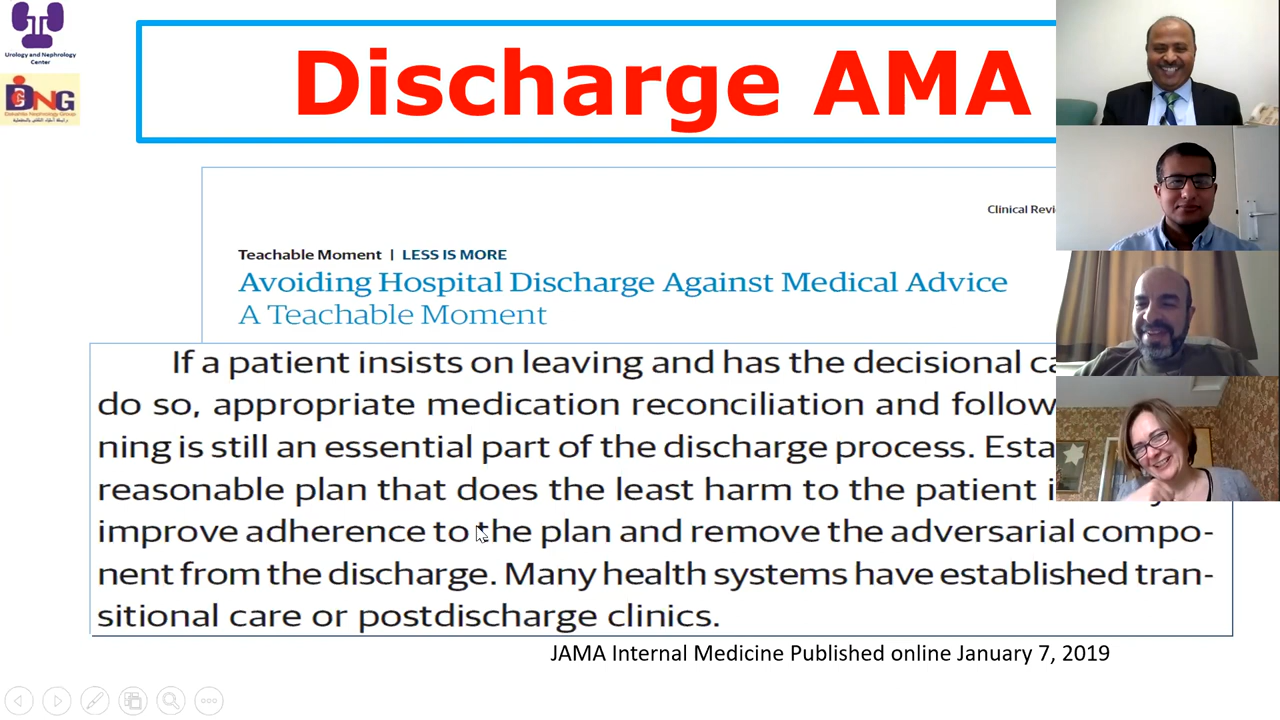 Urology and Nephrology
Center
DNG
Dakahlia Nephrology Group
Discharge AMA
Clinical
Teachable Moment | LESS IS MORE
Avoiding Hospital Discharge Against Medical Advice
A Teachable Moment
If a patient insists on leaving and has the decisional
do so, appropriate medication reconciliation and follow
ning is still an essential part of the discharge process.
reasonable plan that does the least harm to the patient
improve adherence to the plan and remove the adversarial compo-
nent from the discharge. Many health systems have established tran-
sitional care or postdischarge clinics.
JAMA Internal Medicine Published online January 7, 2019